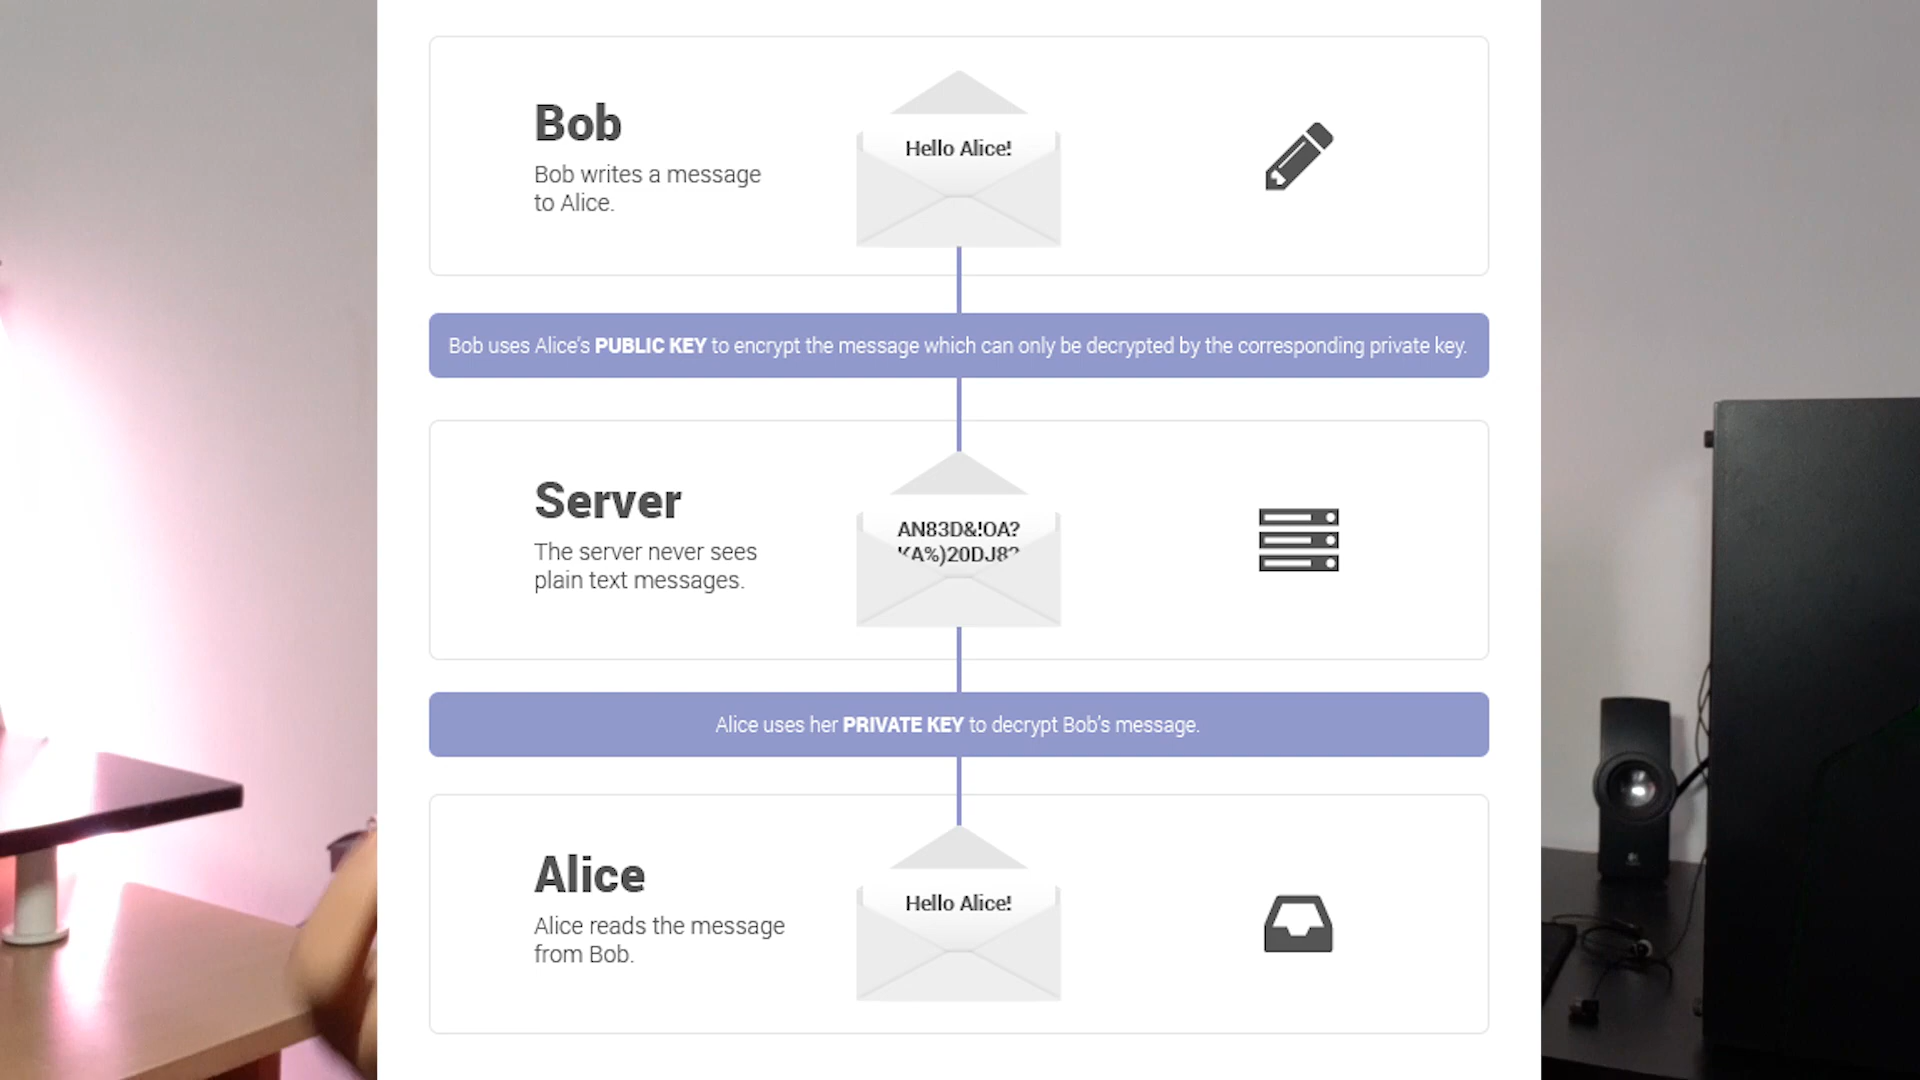 Bob
Bob writes a message
to Alice.
Hello Alice!
Bob uses Alice's PUBLIC KEY to encrypt the message which can only be decrypted by the corresponding private key.
Server
The server never sees
plain text messages.
AN83D&!OA?
Alice uses her PRIVATE KEY to decrypt Bob's message.
Alice
Alice reads the message
from Bob.
Hello Alice!